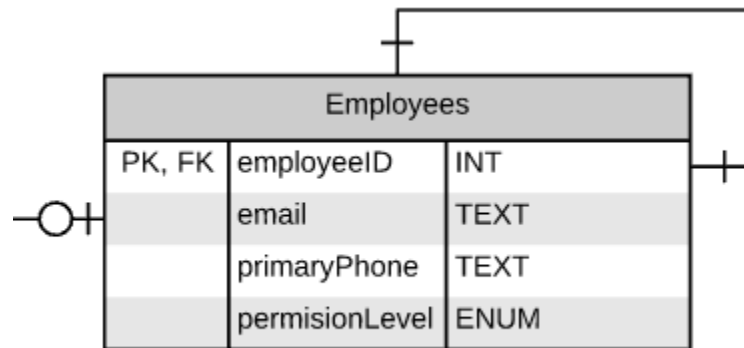 Employees
PK, FK employeeID INT
email TEXT
primaryPhone TEXT
permisionLevel ENUM